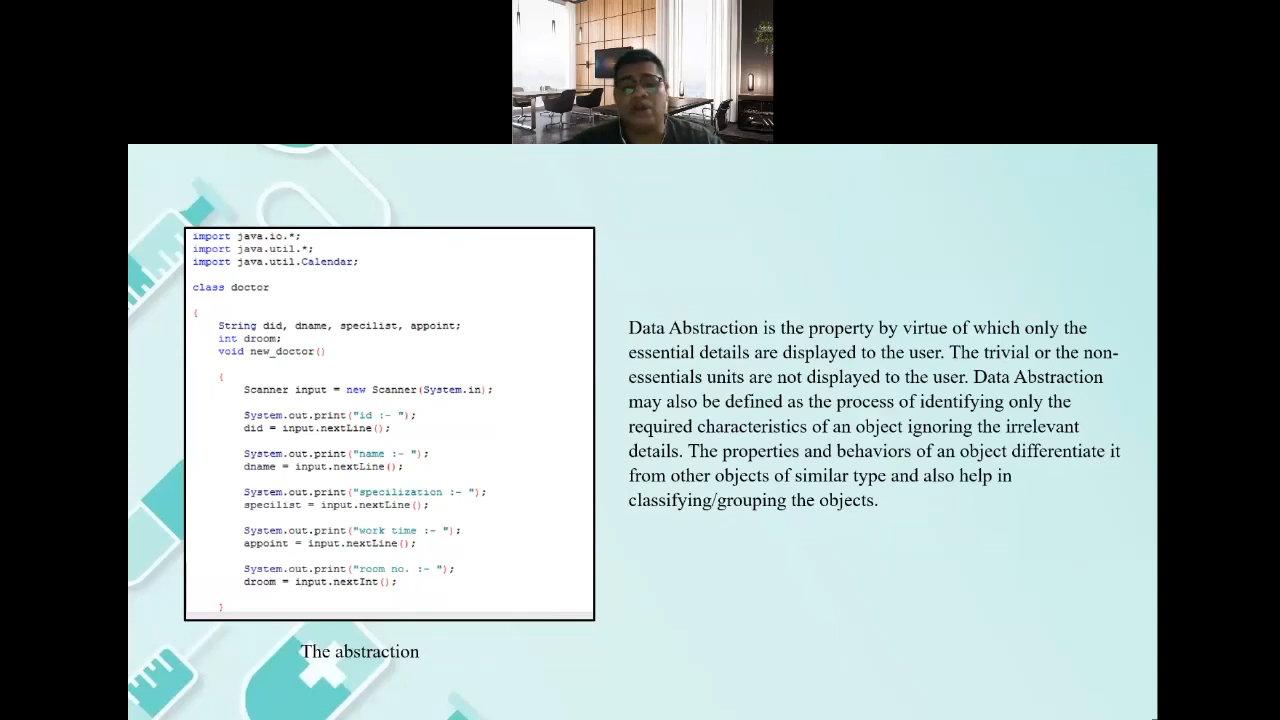 import java.io.*;
import java.util.*;
import java.util.Calendar;
class doctor
{
String did, dname, specilist, appoint;
int droom;
void new_doctor()
{
Scanner input = new Scanner(System.in);
System.out.print("id :- ");
did = input.nextLine();
System.out.print("name :- ");
dname = input.nextLine();
System.out.print("specilization :- ");
specilist = input.nextLine();
System.out.print("work time :- ");
appoint = input.nextLine();
System.out.print("room no. :- ");
droom = input.nextInt();
}
The abstraction
Data Abstraction is the property by virtue of which only the
essential details are displayed to the user. The trivial or the non-
essentials units are not displayed to the user. Data Abstraction
may also be defined as the process of identifying only the
required characteristics of an object ignoring the irrelevant
details. The properties and behaviors of an object differentiate it
from other objects of similar type and also help in
classifying/grouping the objects.